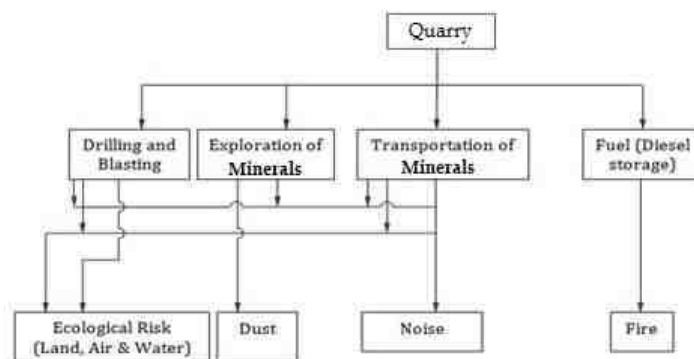 Quarry
Drilling and
Blasting
Exploration of
Minerals
Transportation of
Minerals
Fuel (Diesel
storage)
Ecological Risk
(Land, Air & Water)
Dust
Noise
Fire